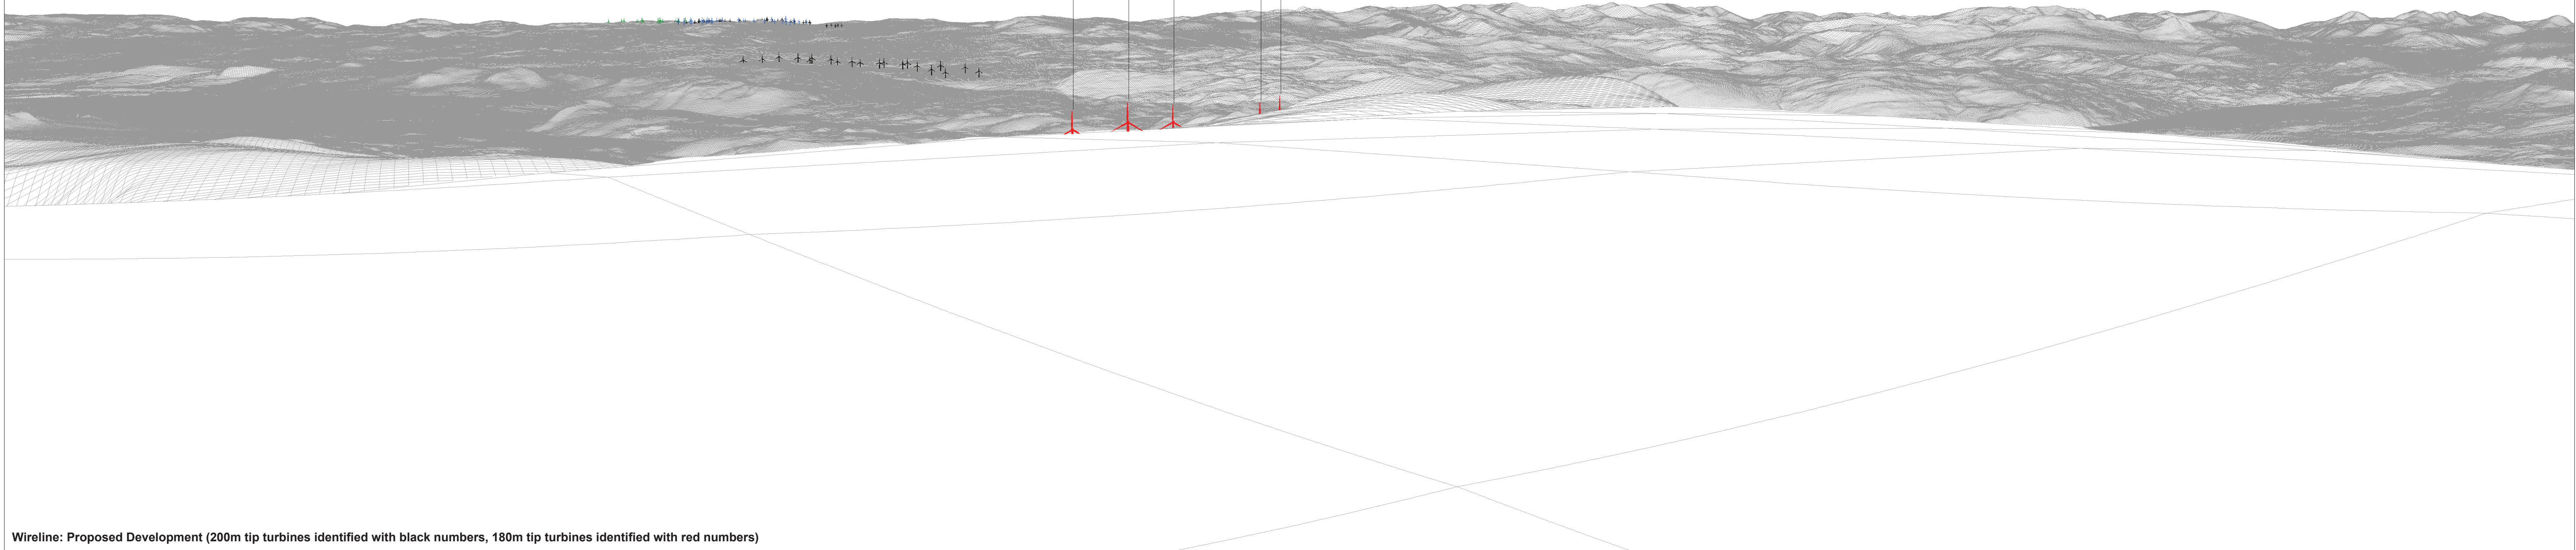 Wireline: Proposed Development (200m tip turbines identified with black numbers, 180m tip turbines identified with red numbers)